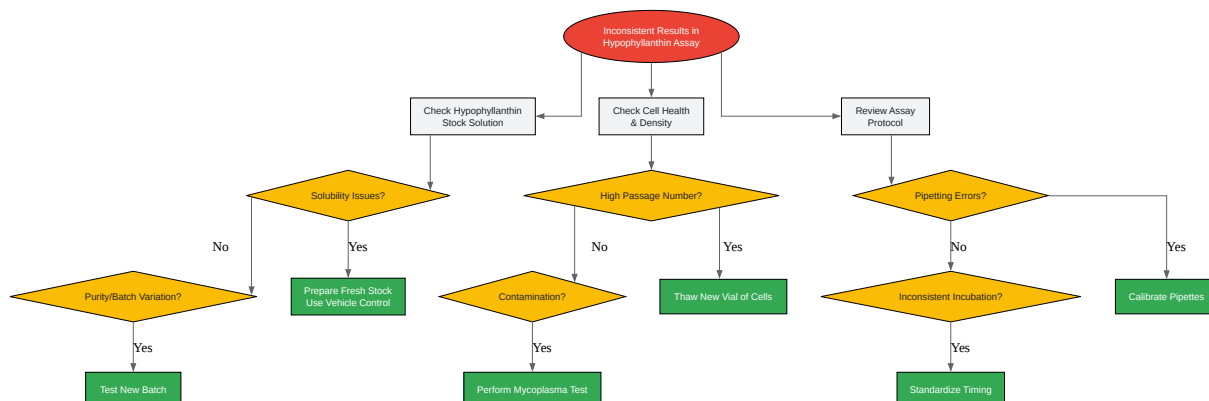 Inconsistent Results in
Hypophyllanthin Assay
Check Hypophyllanthin
Stock Solution
Check Cell Health
& Density
Review Assay
Protocol
Solubility Issues?
High Passage Number?
Pipetting Errors?
No
Yes
No
Yes
No
Yes
Purity/Batch Variation?
Prepare Fresh Stock
Use Vehicle Control
Contamination?
Thaw New Vial of Cells
Inconsistent Incubation?
Calibrate Pipettes
Yes
Yes
Yes
Test New Batch
Perform Mycoplasma Test
Standardize Timing